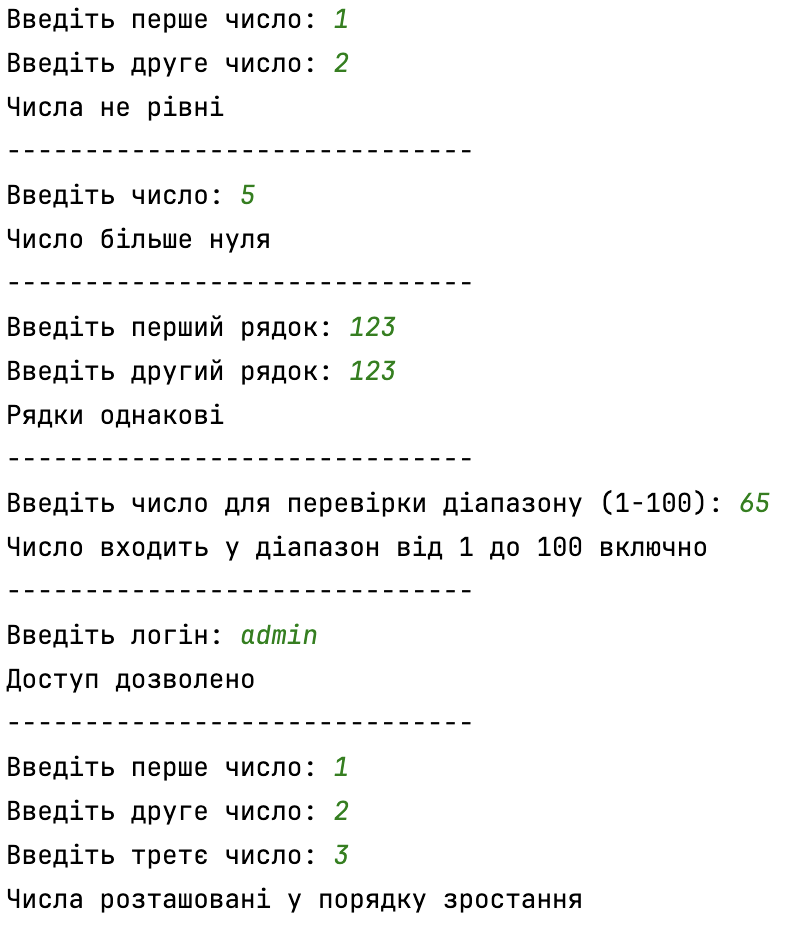 Введіть перше число: 1
Введіть друге число: 2
Числа не рівні
------------------------------
Введіть число: 5
Число більше нуля
------------------------------
Введіть перший рядок: 123
Введіть другий рядок: 123
Рядки однакові
------------------------------
Введіть число для перевірки діапазону (1-100): 65
Число входить у діапазон від 1 до 100 включно
------------------------------
Введіть логін: admin
Доступ дозволено
------------------------------
Введіть перше число: 1
Введіть друге число: 2
Введіть третє число: 3
Числа розташовані у порядку зростання